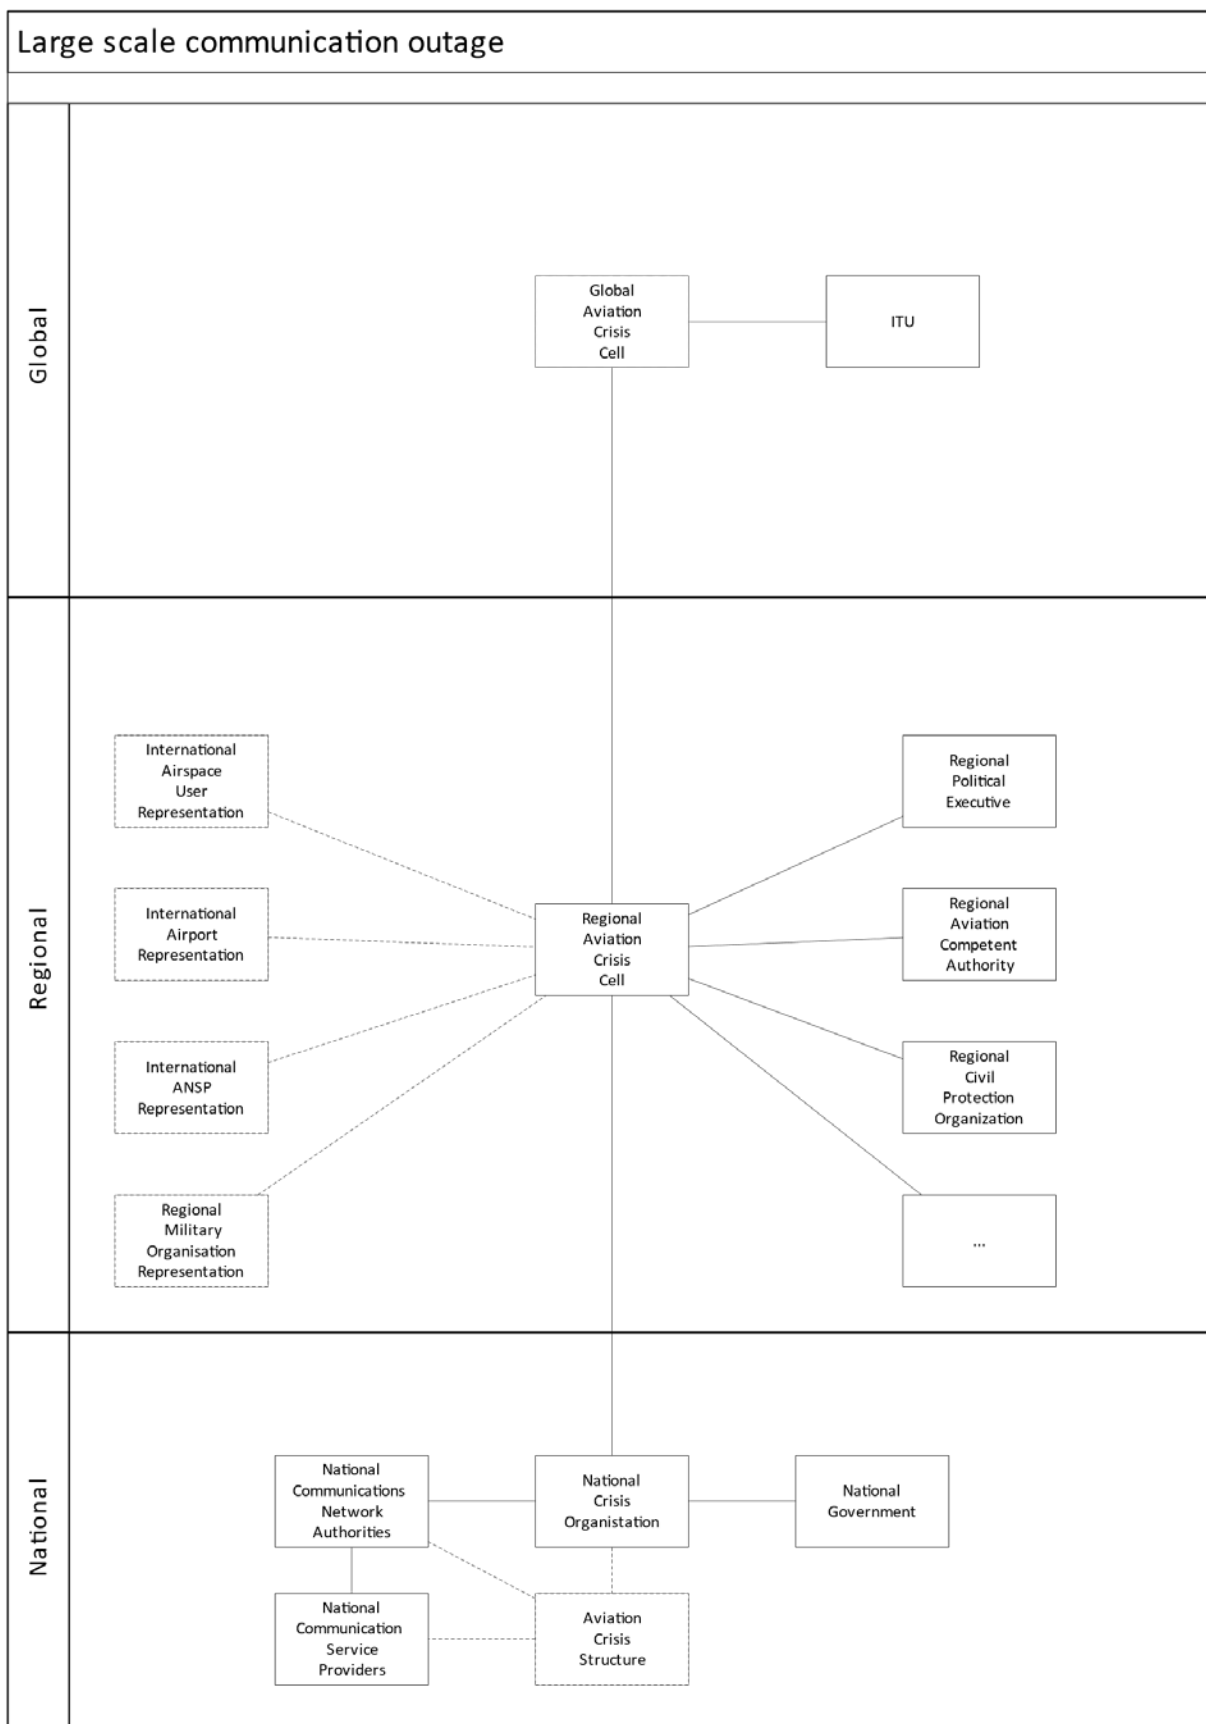 Large scale communication outage
Global
Global
Aviation
Crisis
Cell
ITU
Regional
International
Airspace
User
Representation
International
Airport
Representation
International
ANSP
Representation
Regional
Military
Organisation
Representation
Regional
Aviation
Crisis
Cell
Regional
Political
Executive
Regional
Aviation
Competent
Authority
Regional
Civil
Protection
Organization
...
National
National
Communications
Network
Authorities
National
Crisis
Organistation
National
Government
National
Communication
Service
Providers
Aviation
Crisis
Structure